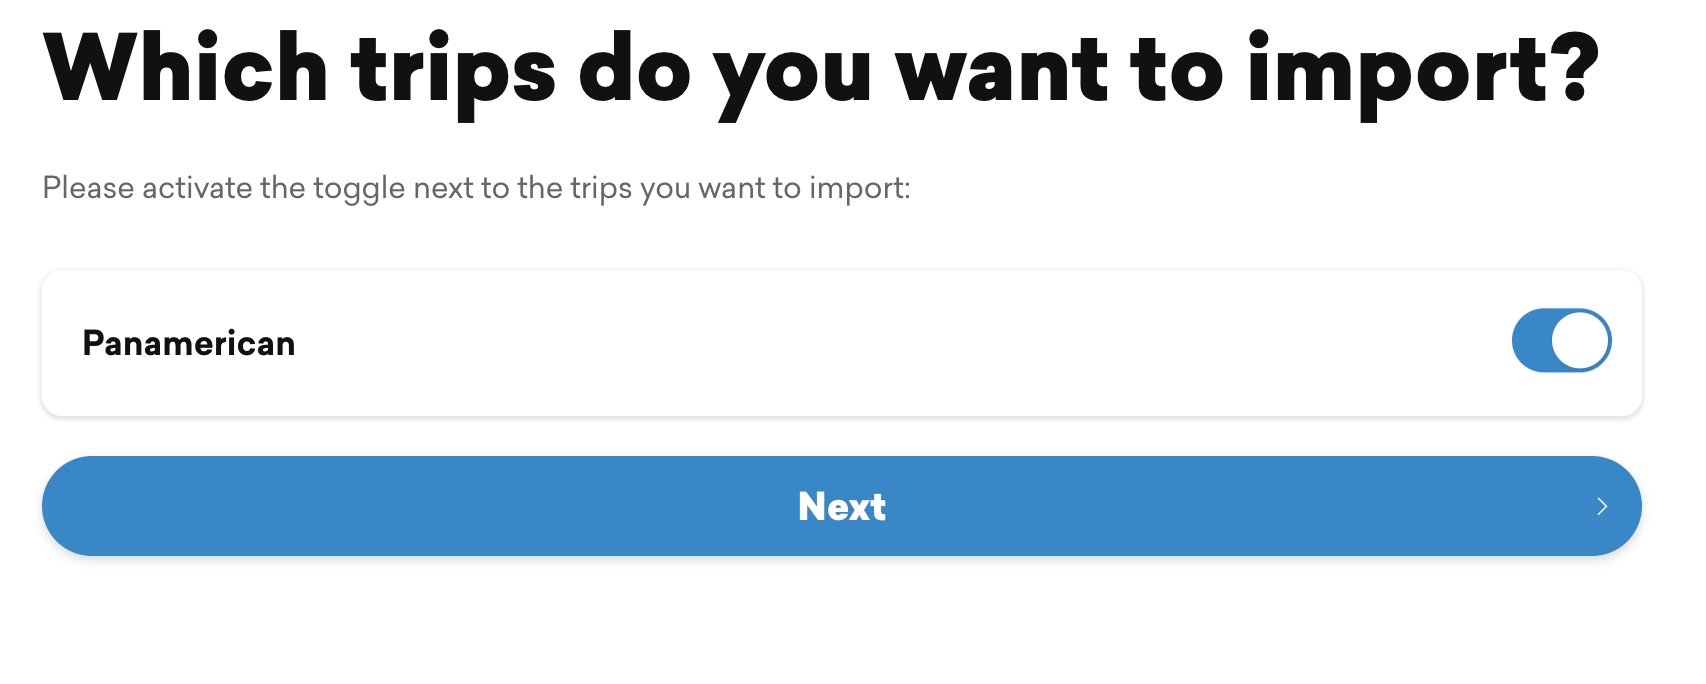 Which trips do you want to import?
Please activate the toggle next to the trips you want to import:
Panamerican
Next